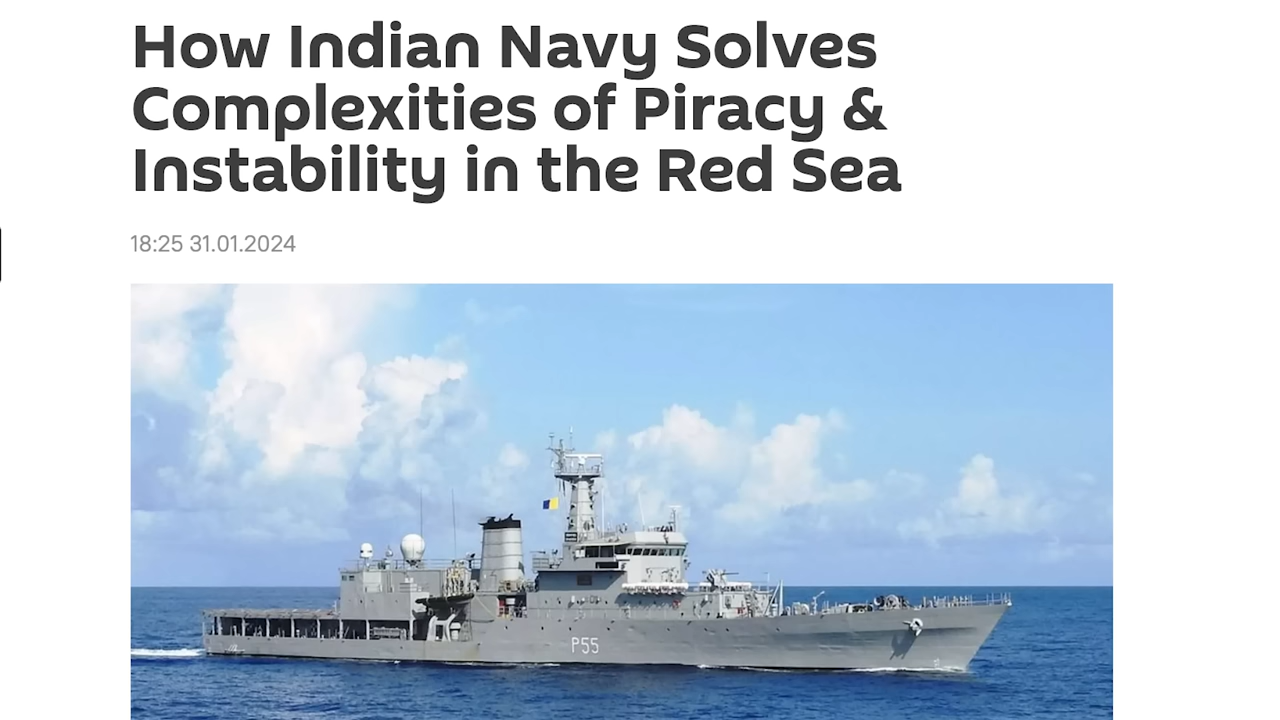 How Indian Navy Solves
Complexities of Piracy &
Instability in the Red Sea
18:25 31.01.2024
P55